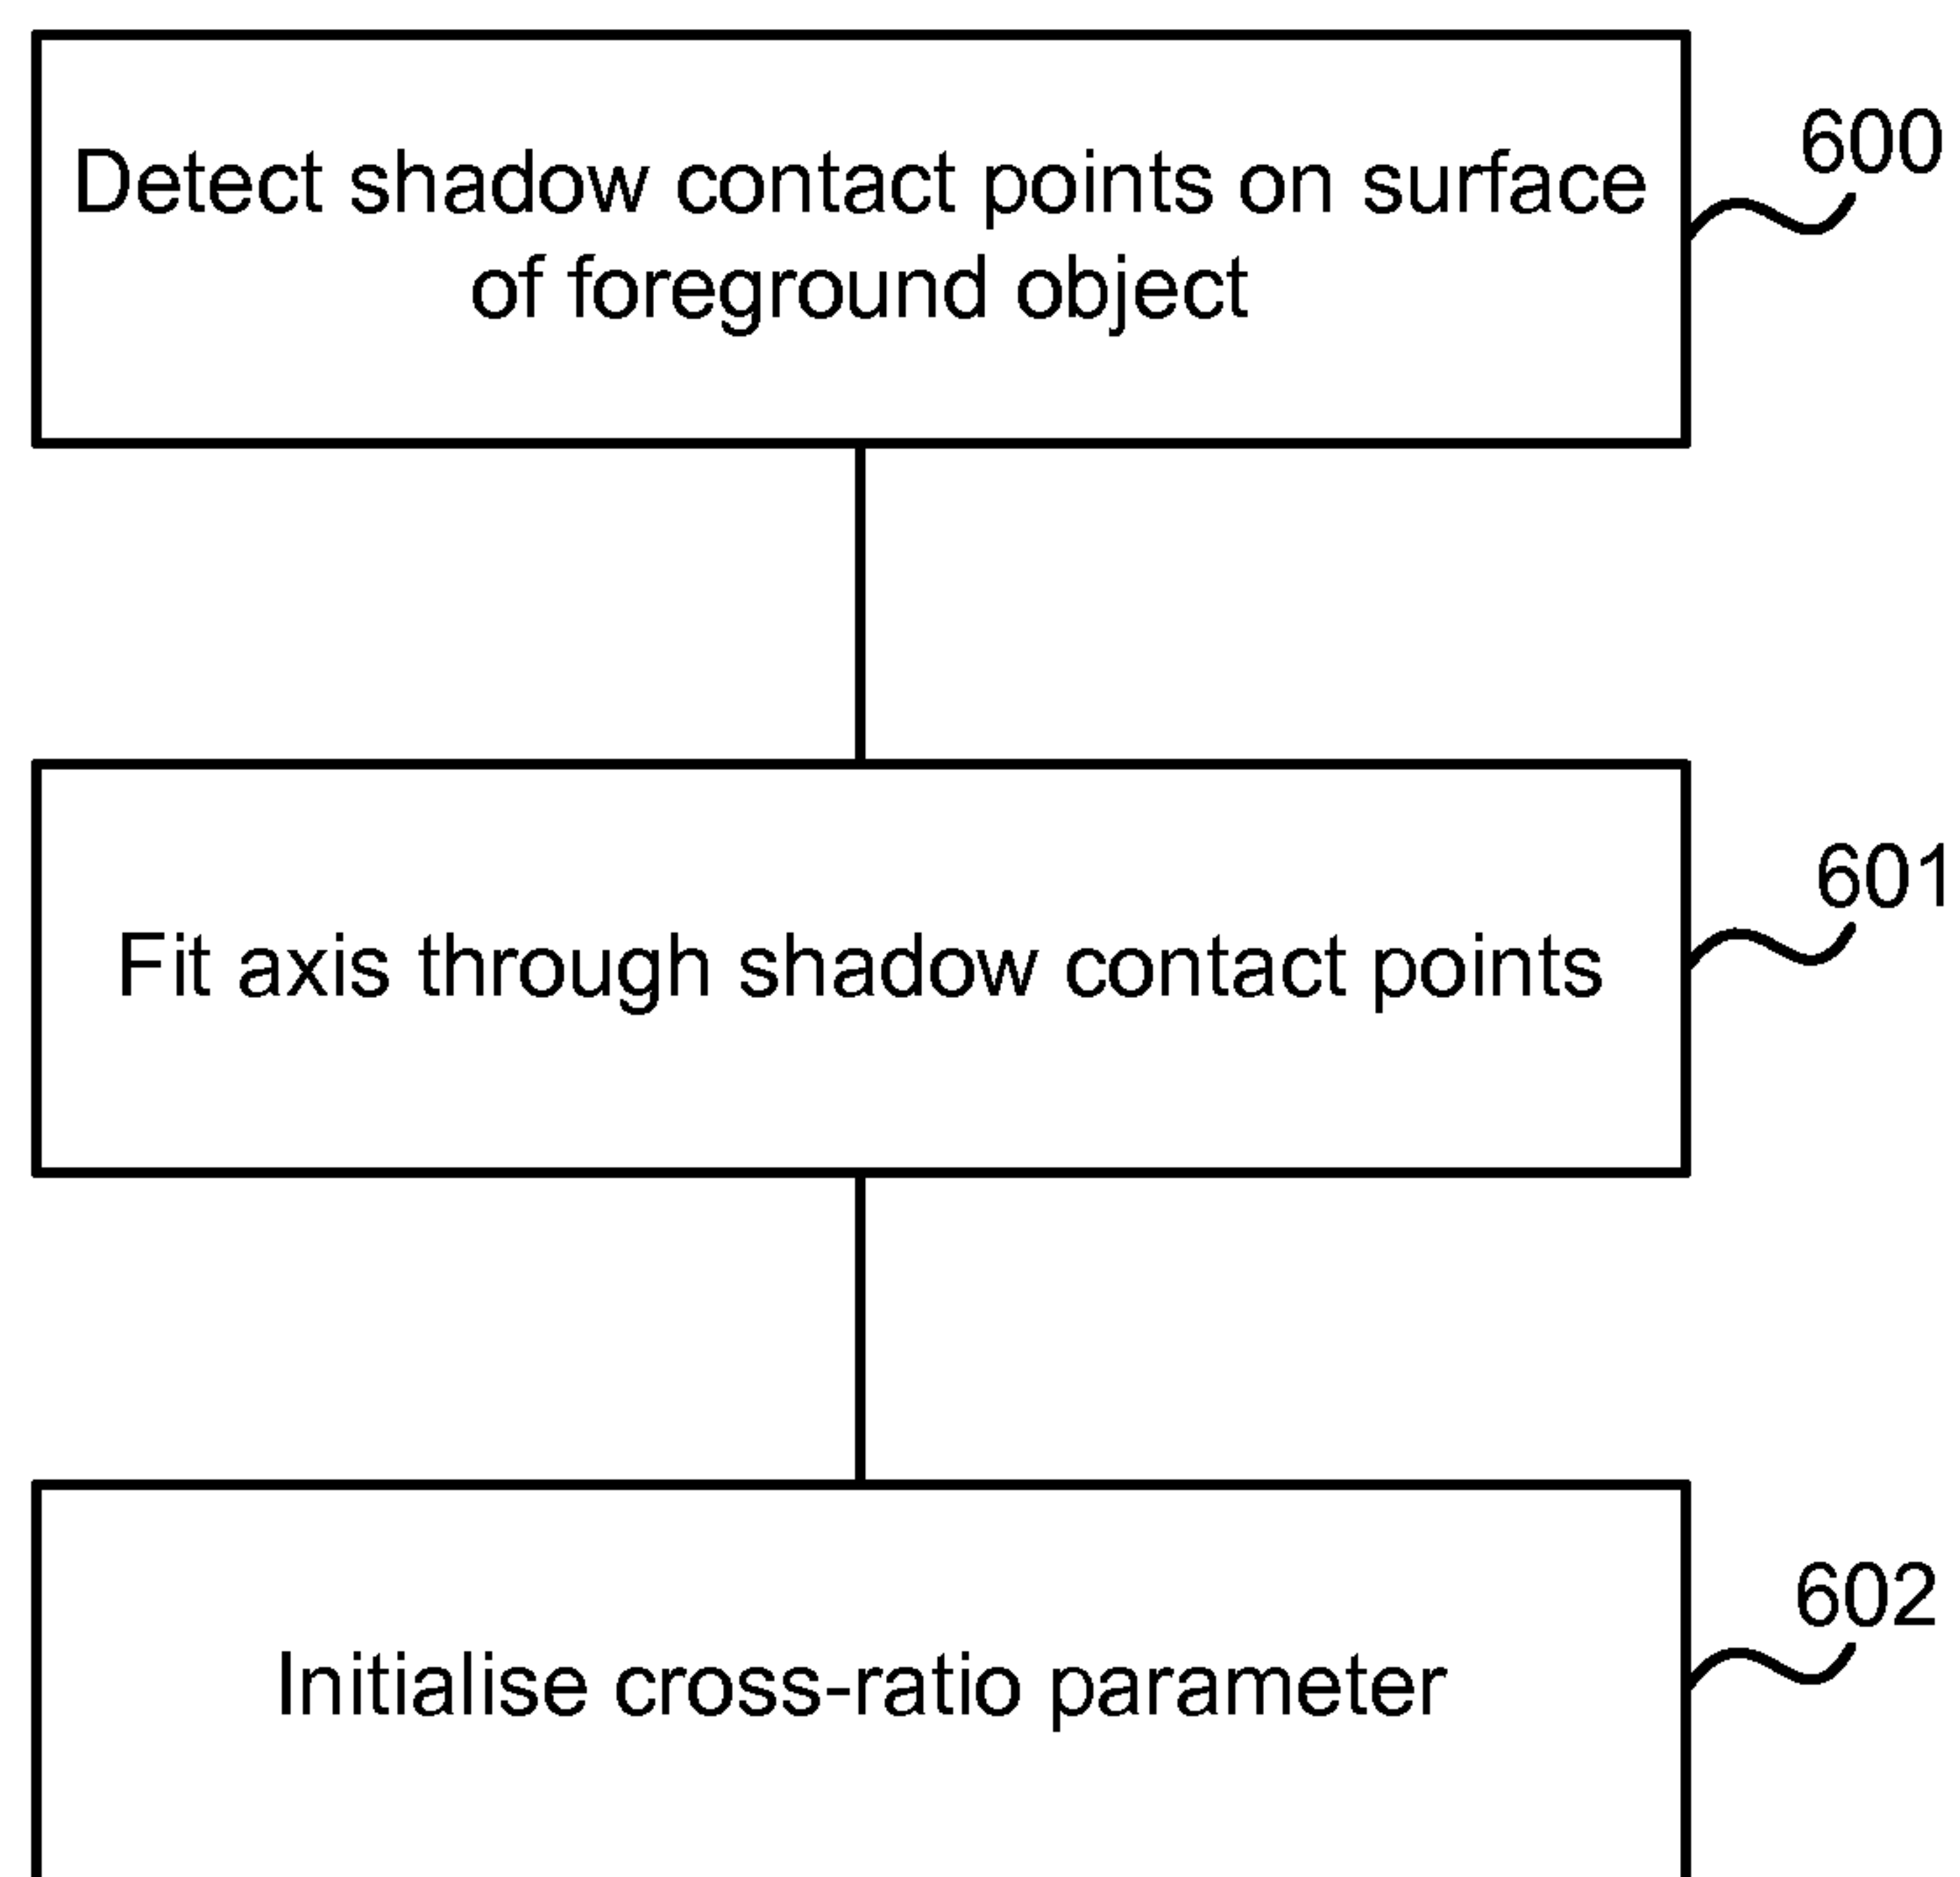 600
Detect shadow contact points on surface
of foreground object
601
Fit axis through shadow contact points
602
Initialise cross-ratio parameter